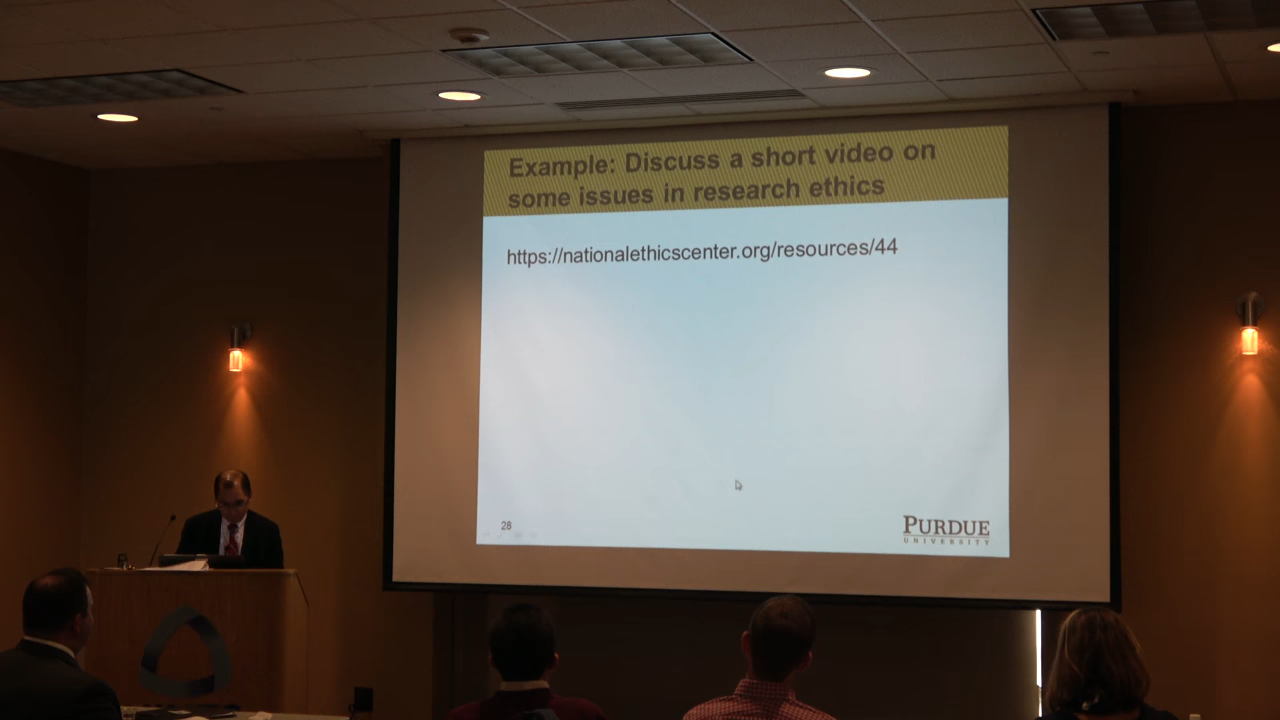 Example: Discuss a short video on
some issues in research ethics
https://nationalethicscenter.org/resources/44
28
PURDUE
UNIVERSITY